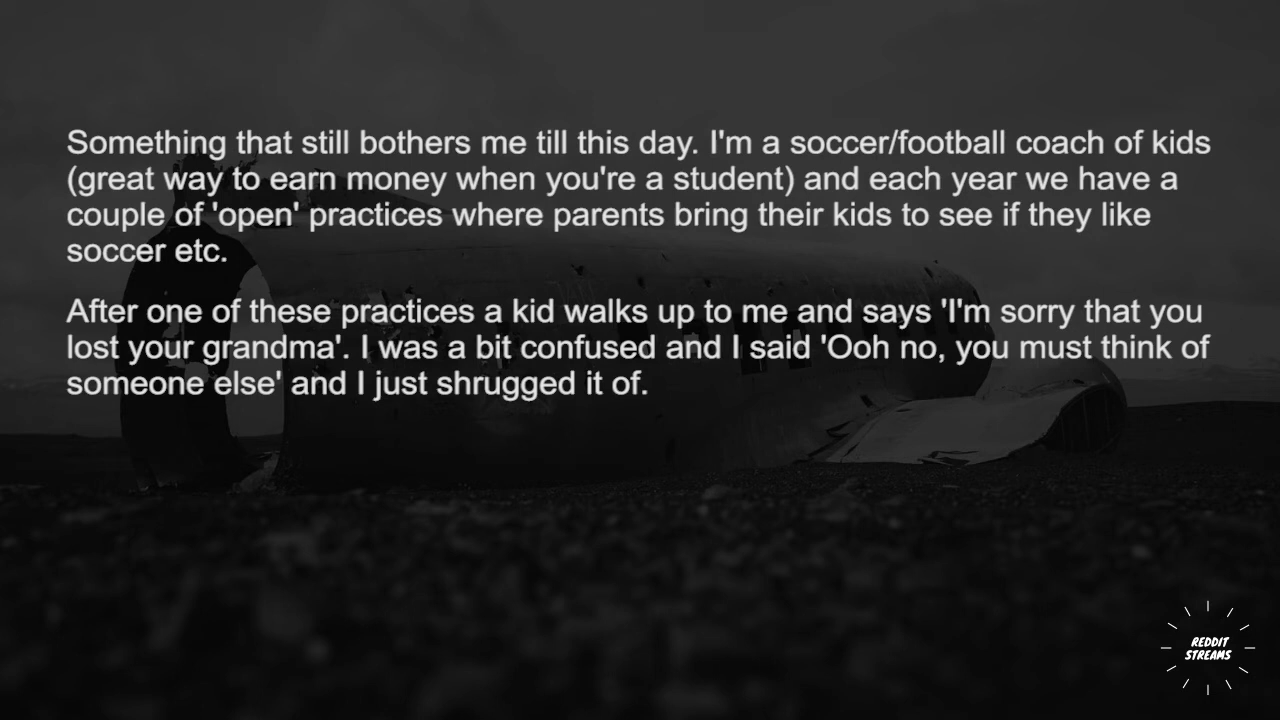 Something that still bothers me till this day. I'm a soccer/football coach of kids
(great way to earn money when you're a student) and each year we have a
couple of 'open' practices where parents bring their kids to see if they like
soccer etc.
After one of these practices a kid walks up to me and says 'I'm sorry that you
lost your grandma'. I was a bit confused and I said 'Ooh no, you must think of
someone else' and I just shrugged it of.
REDDIT
STREAMS